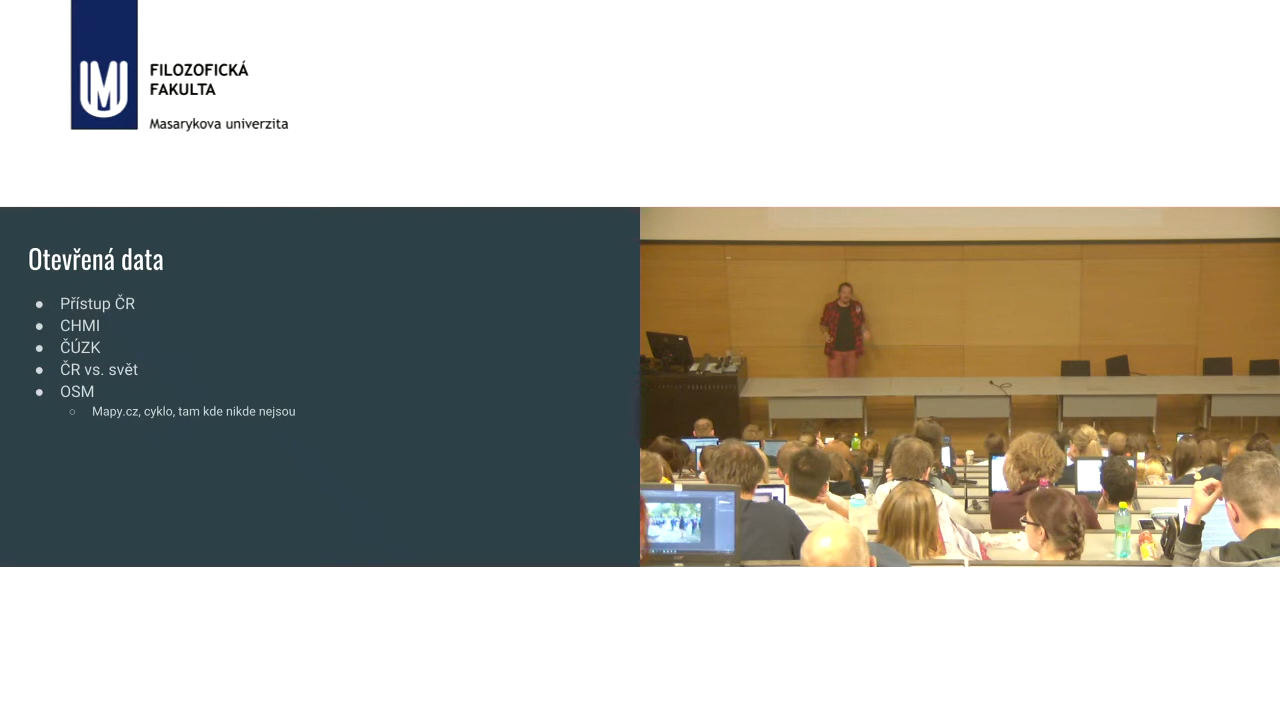 FILOZOFICKÁ
FAKULTA
Masarykova univerzita
Otevřená data
Přístup ČR
CHMI
ČÚZK
ČR vs. svět
OSM
Mapy.cz, cyklo, tam kde nikde nejsou